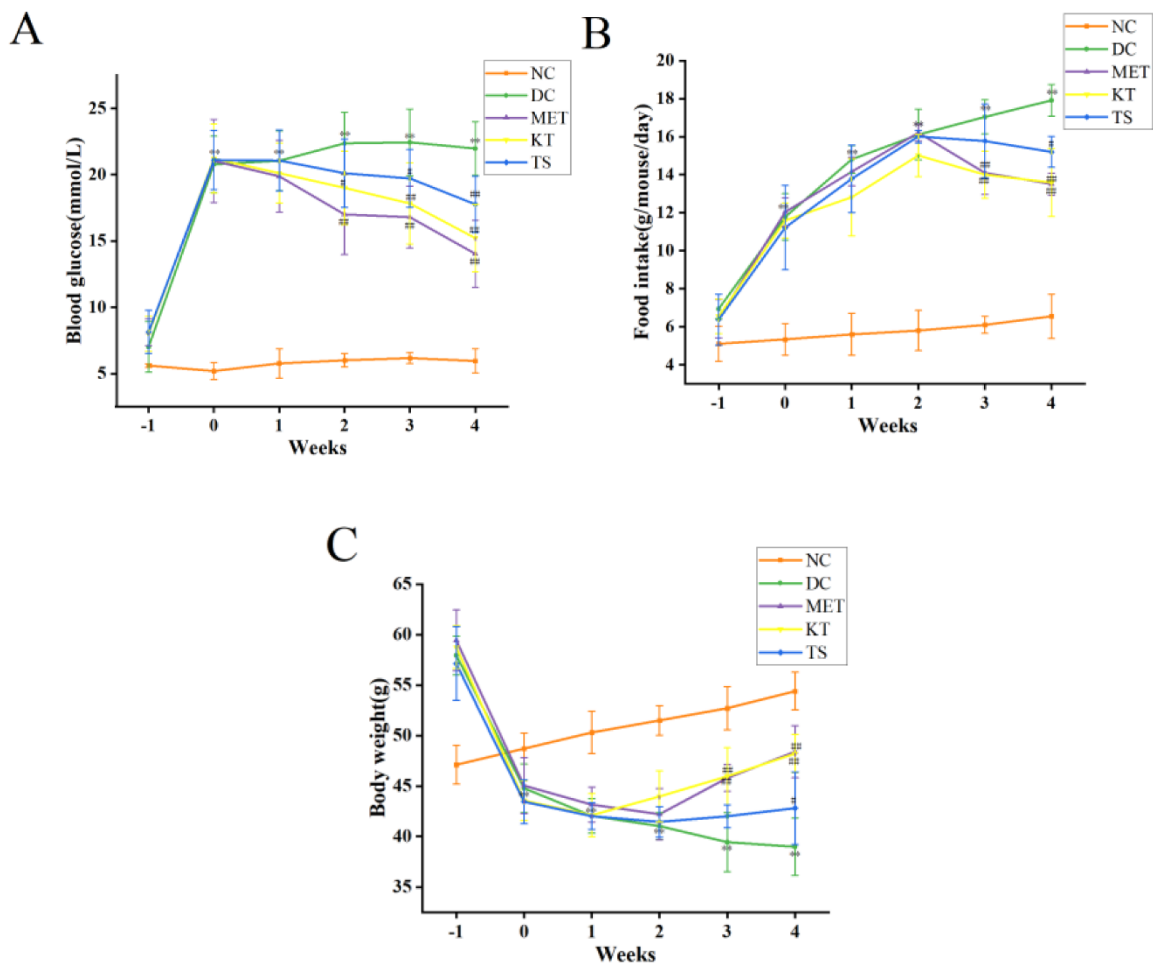 A
NC
DC
MET
KT
TS
Blood glucose(mmol/L)
25
20
15
10
5
-1 0 1 2 3 4
Weeks
B
NC
DC
MET
KT
TS
Food intake(g/mouse/day)
20
18
16
14
12
10
8
6
4
-1 0 1 2 3 4
Weeks
C
NC
DC
MET
KT
TS
Body weight(g)
65
60
55
50
45
40
35
-1 0 1 2 3 4
Weeks